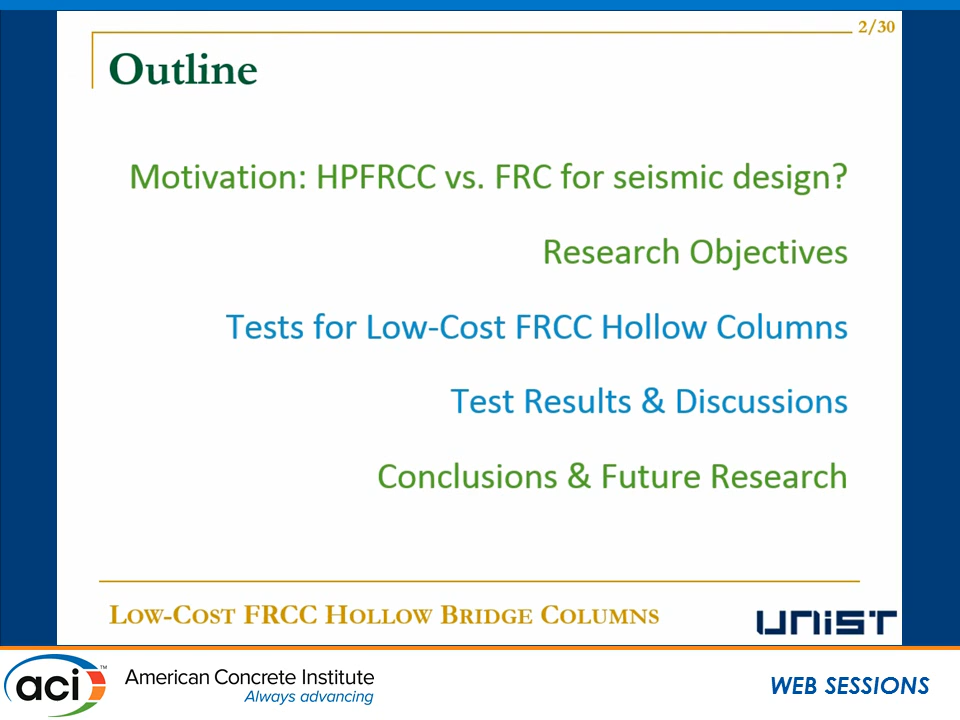 2/30
Outline
Motivation: HPFRCC vs. FRC for seismic design?
Research Objectives
Tests for Low-Cost FRCC Hollow Columns
Test Results & Discussions
Conclusions & Future Research
LOW-COST FRCC HOLLOW BRIDGE COLUMNS
UNIST
aci™
American Concrete Institute
Always advancing
WEB SESSIONS